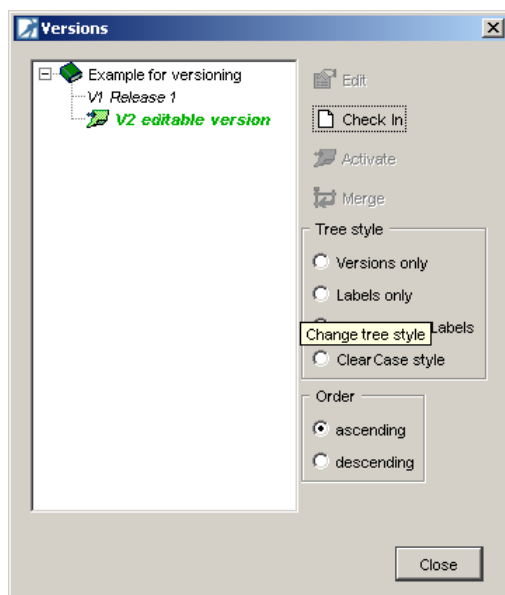 Versions
Example for versioning
V1 Release 1
V2 editable version
Edit
Check In
Activate
Merge
Tree style
Versions only
Labels only
Labels
Change tree style
ClearCase style
Order
ascending
descending
Close